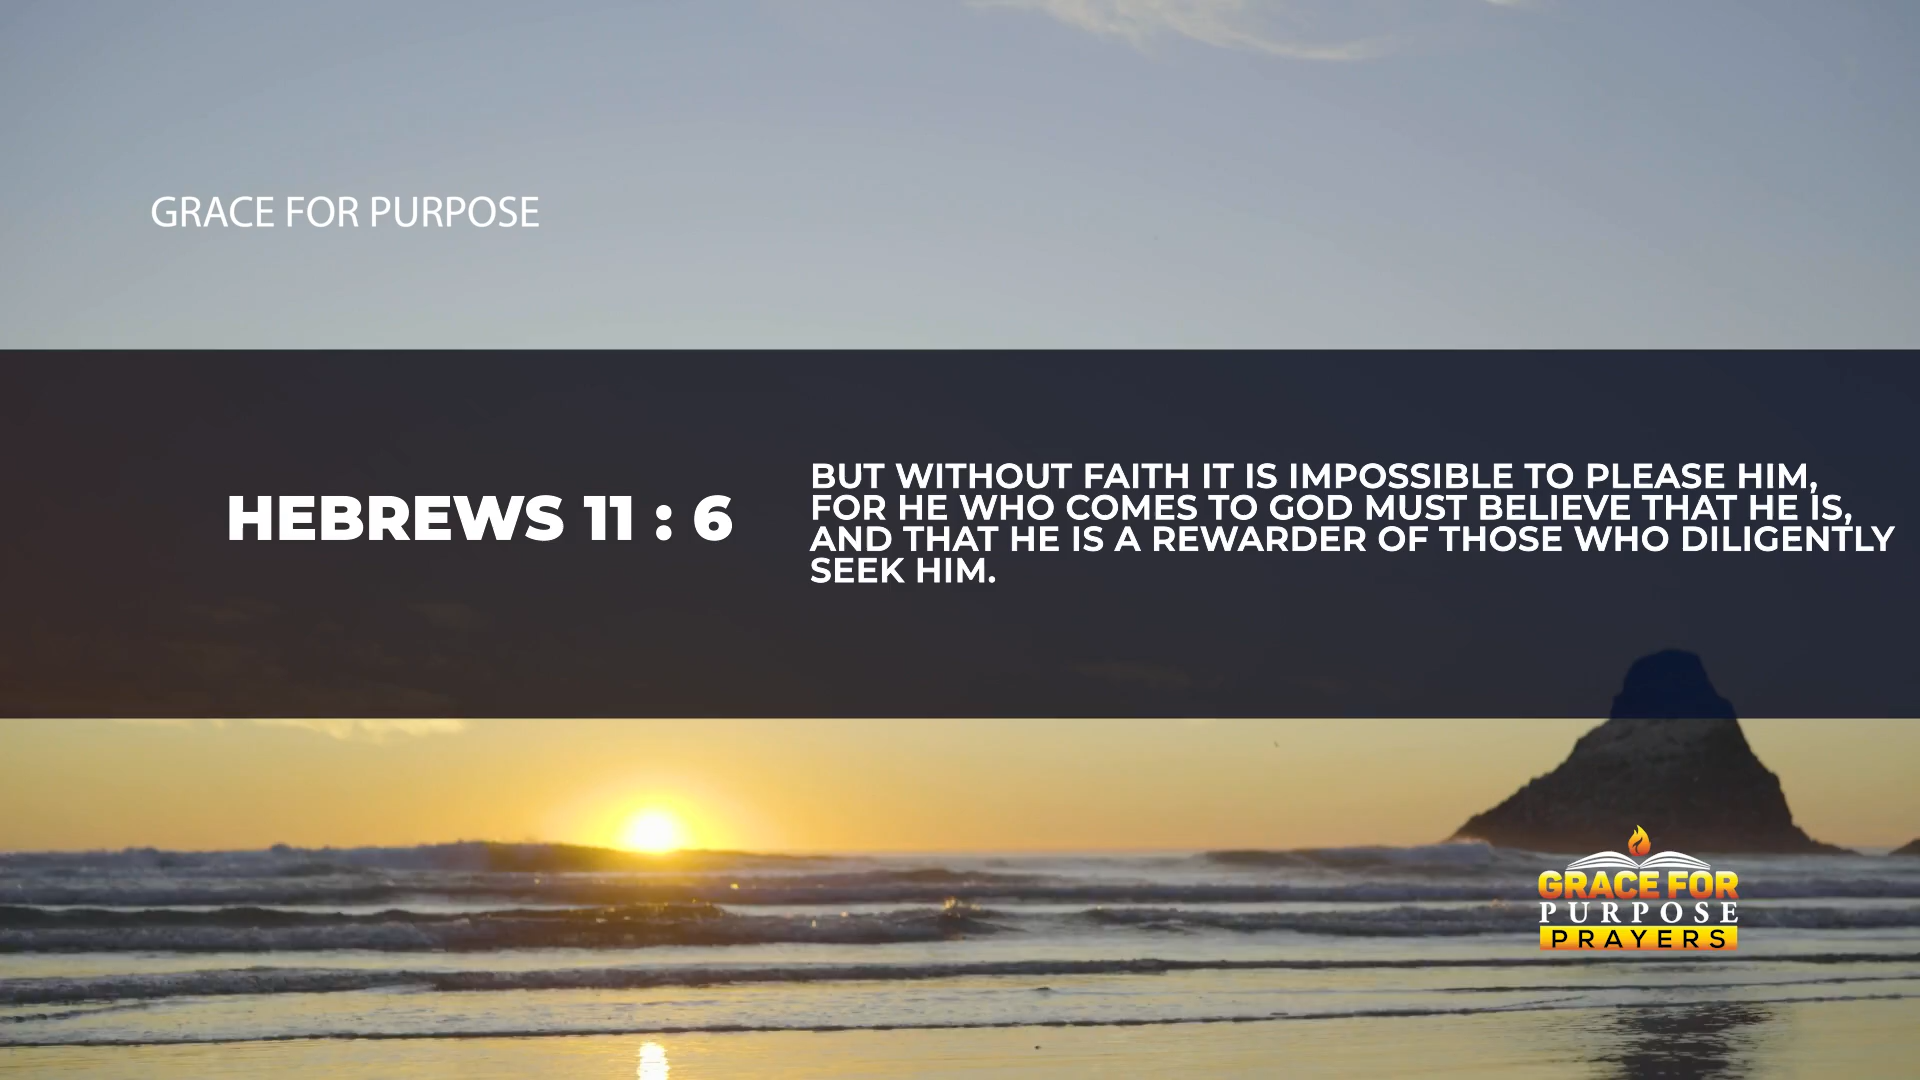 GRACE FOR PURPOSE
HEBREWS 11 : 6
BUT WITHOUT FAITH IT IS IMPOSSIBLE TO PLEASE HIM,
FOR HE WHO COMES TO GOD MUST BELIEVE THAT HE IS,
AND THAT HE IS A REWARDER OF THOSE WHO DILIGENTLY
SEEK HIM.
GRACE FOR
PURPOSE
PRAYERS